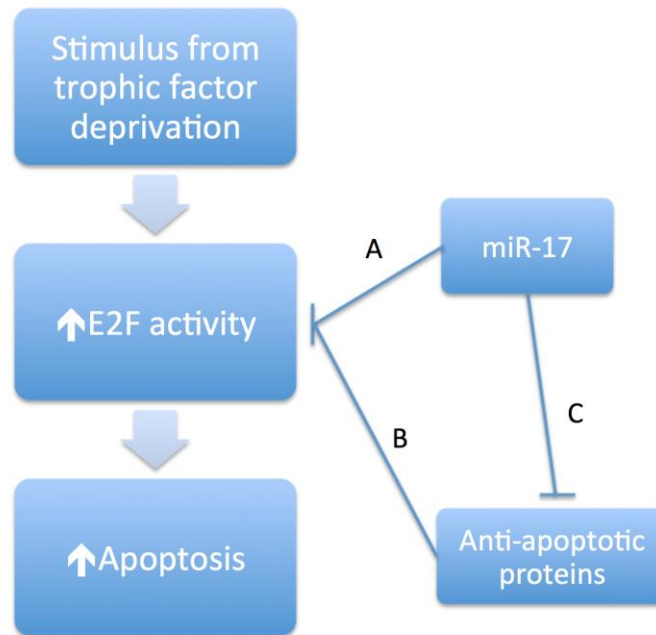 Stimulus from
trophic factor
deprivation
A
miR-17
↑E2F activity
B
C
↑Apoptosis
Anti-apoptotic
proteins